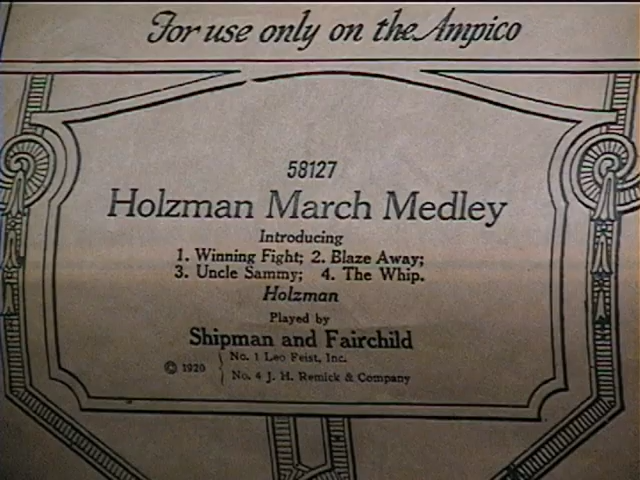 For use only on the Ampico
58127
Holzman March Medley
Introducing
1. Winning Fight; 2. Blaze Away;
3. Uncle Sammy; 4. The Whip.
Holzman
Played by
Shipman and Fairchild
© 1920 { No. 1 Leo Feist, Inc.
No. 4 J. H. Remick & Company